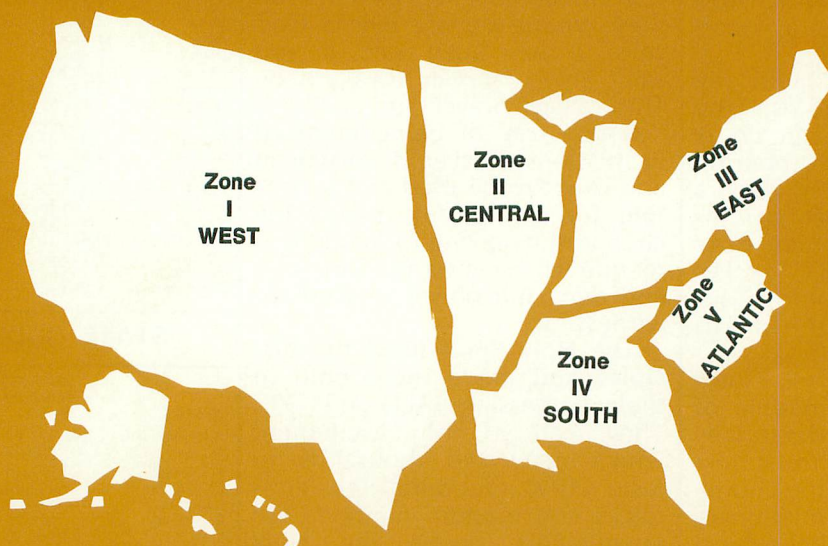 Zone
I
WEST
Zone
II
CENTRAL
Zone
III
EAST
Zone
IV
SOUTH
Zone
V
ATLANTIC